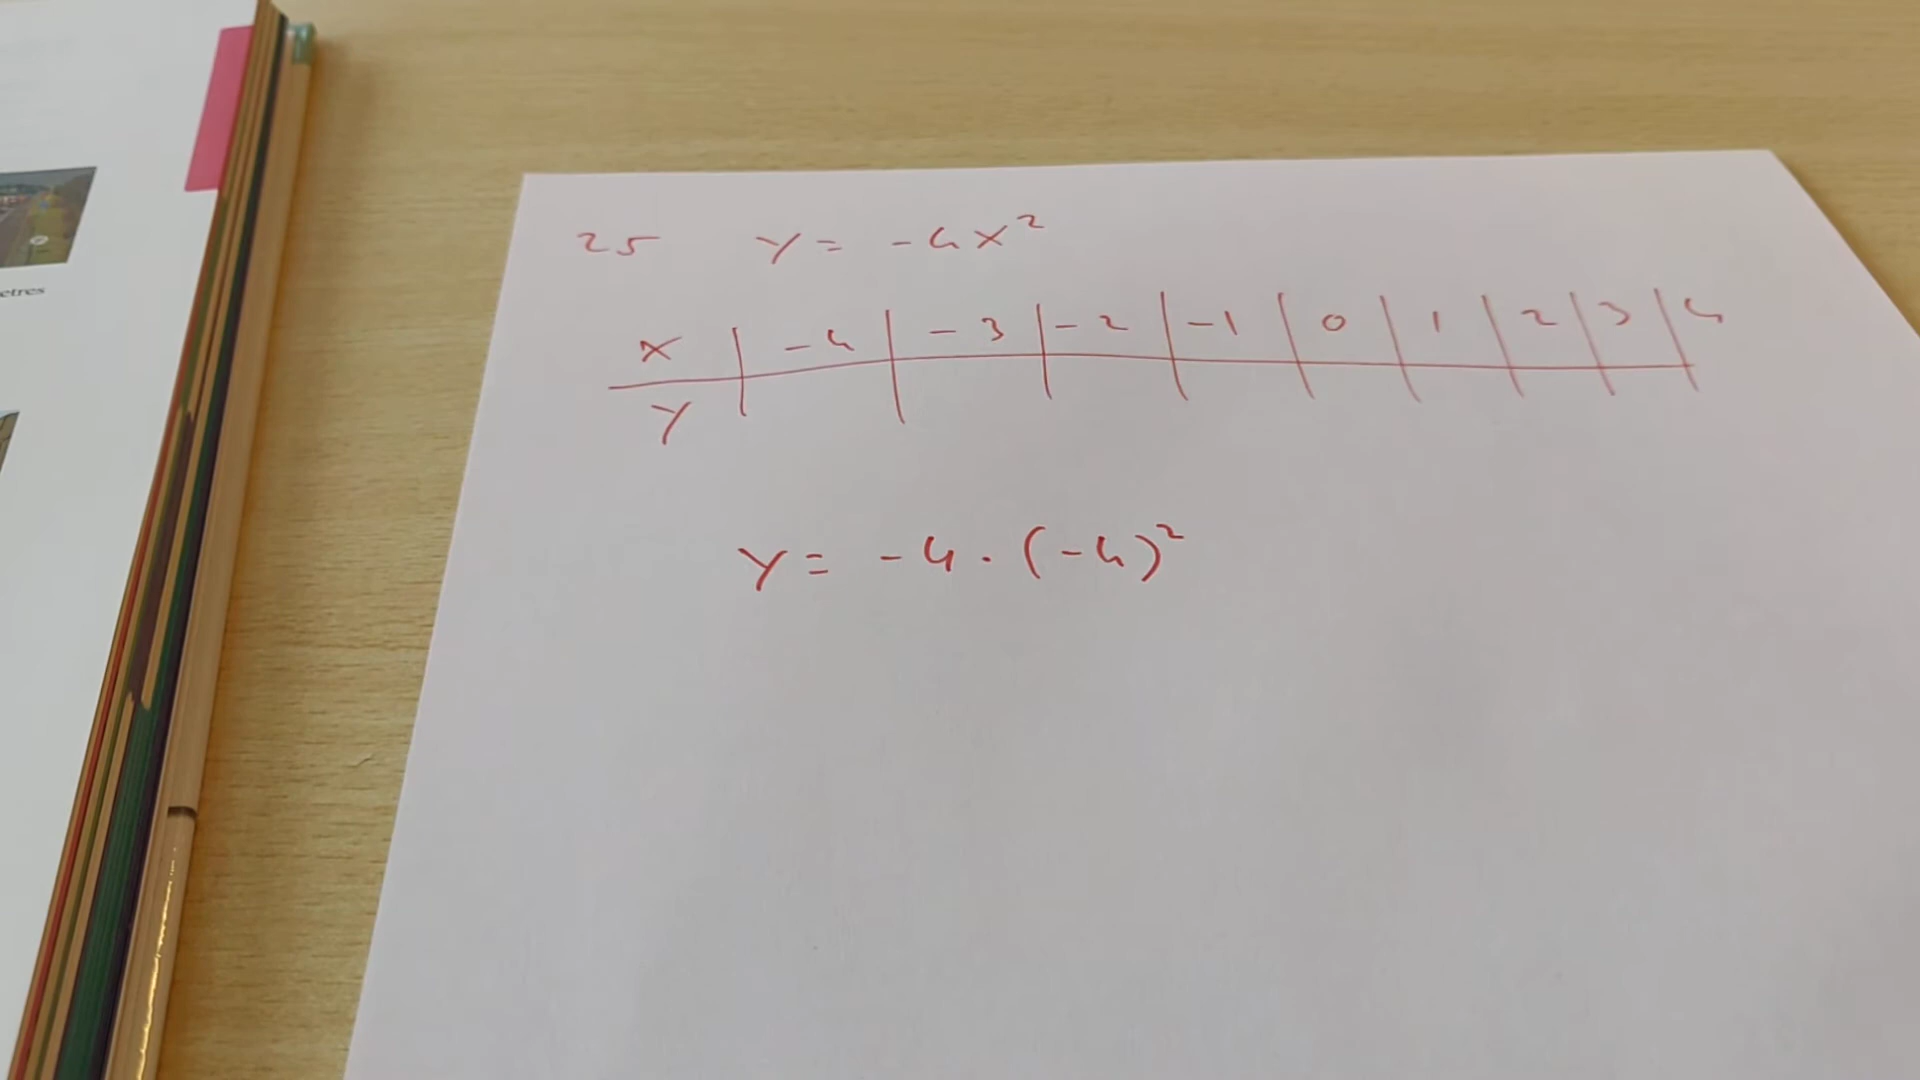 etres
25 y = -4x²
x -4 -3 -2 -1 0 1 2 3 4
y
y = -4 · (-4)²